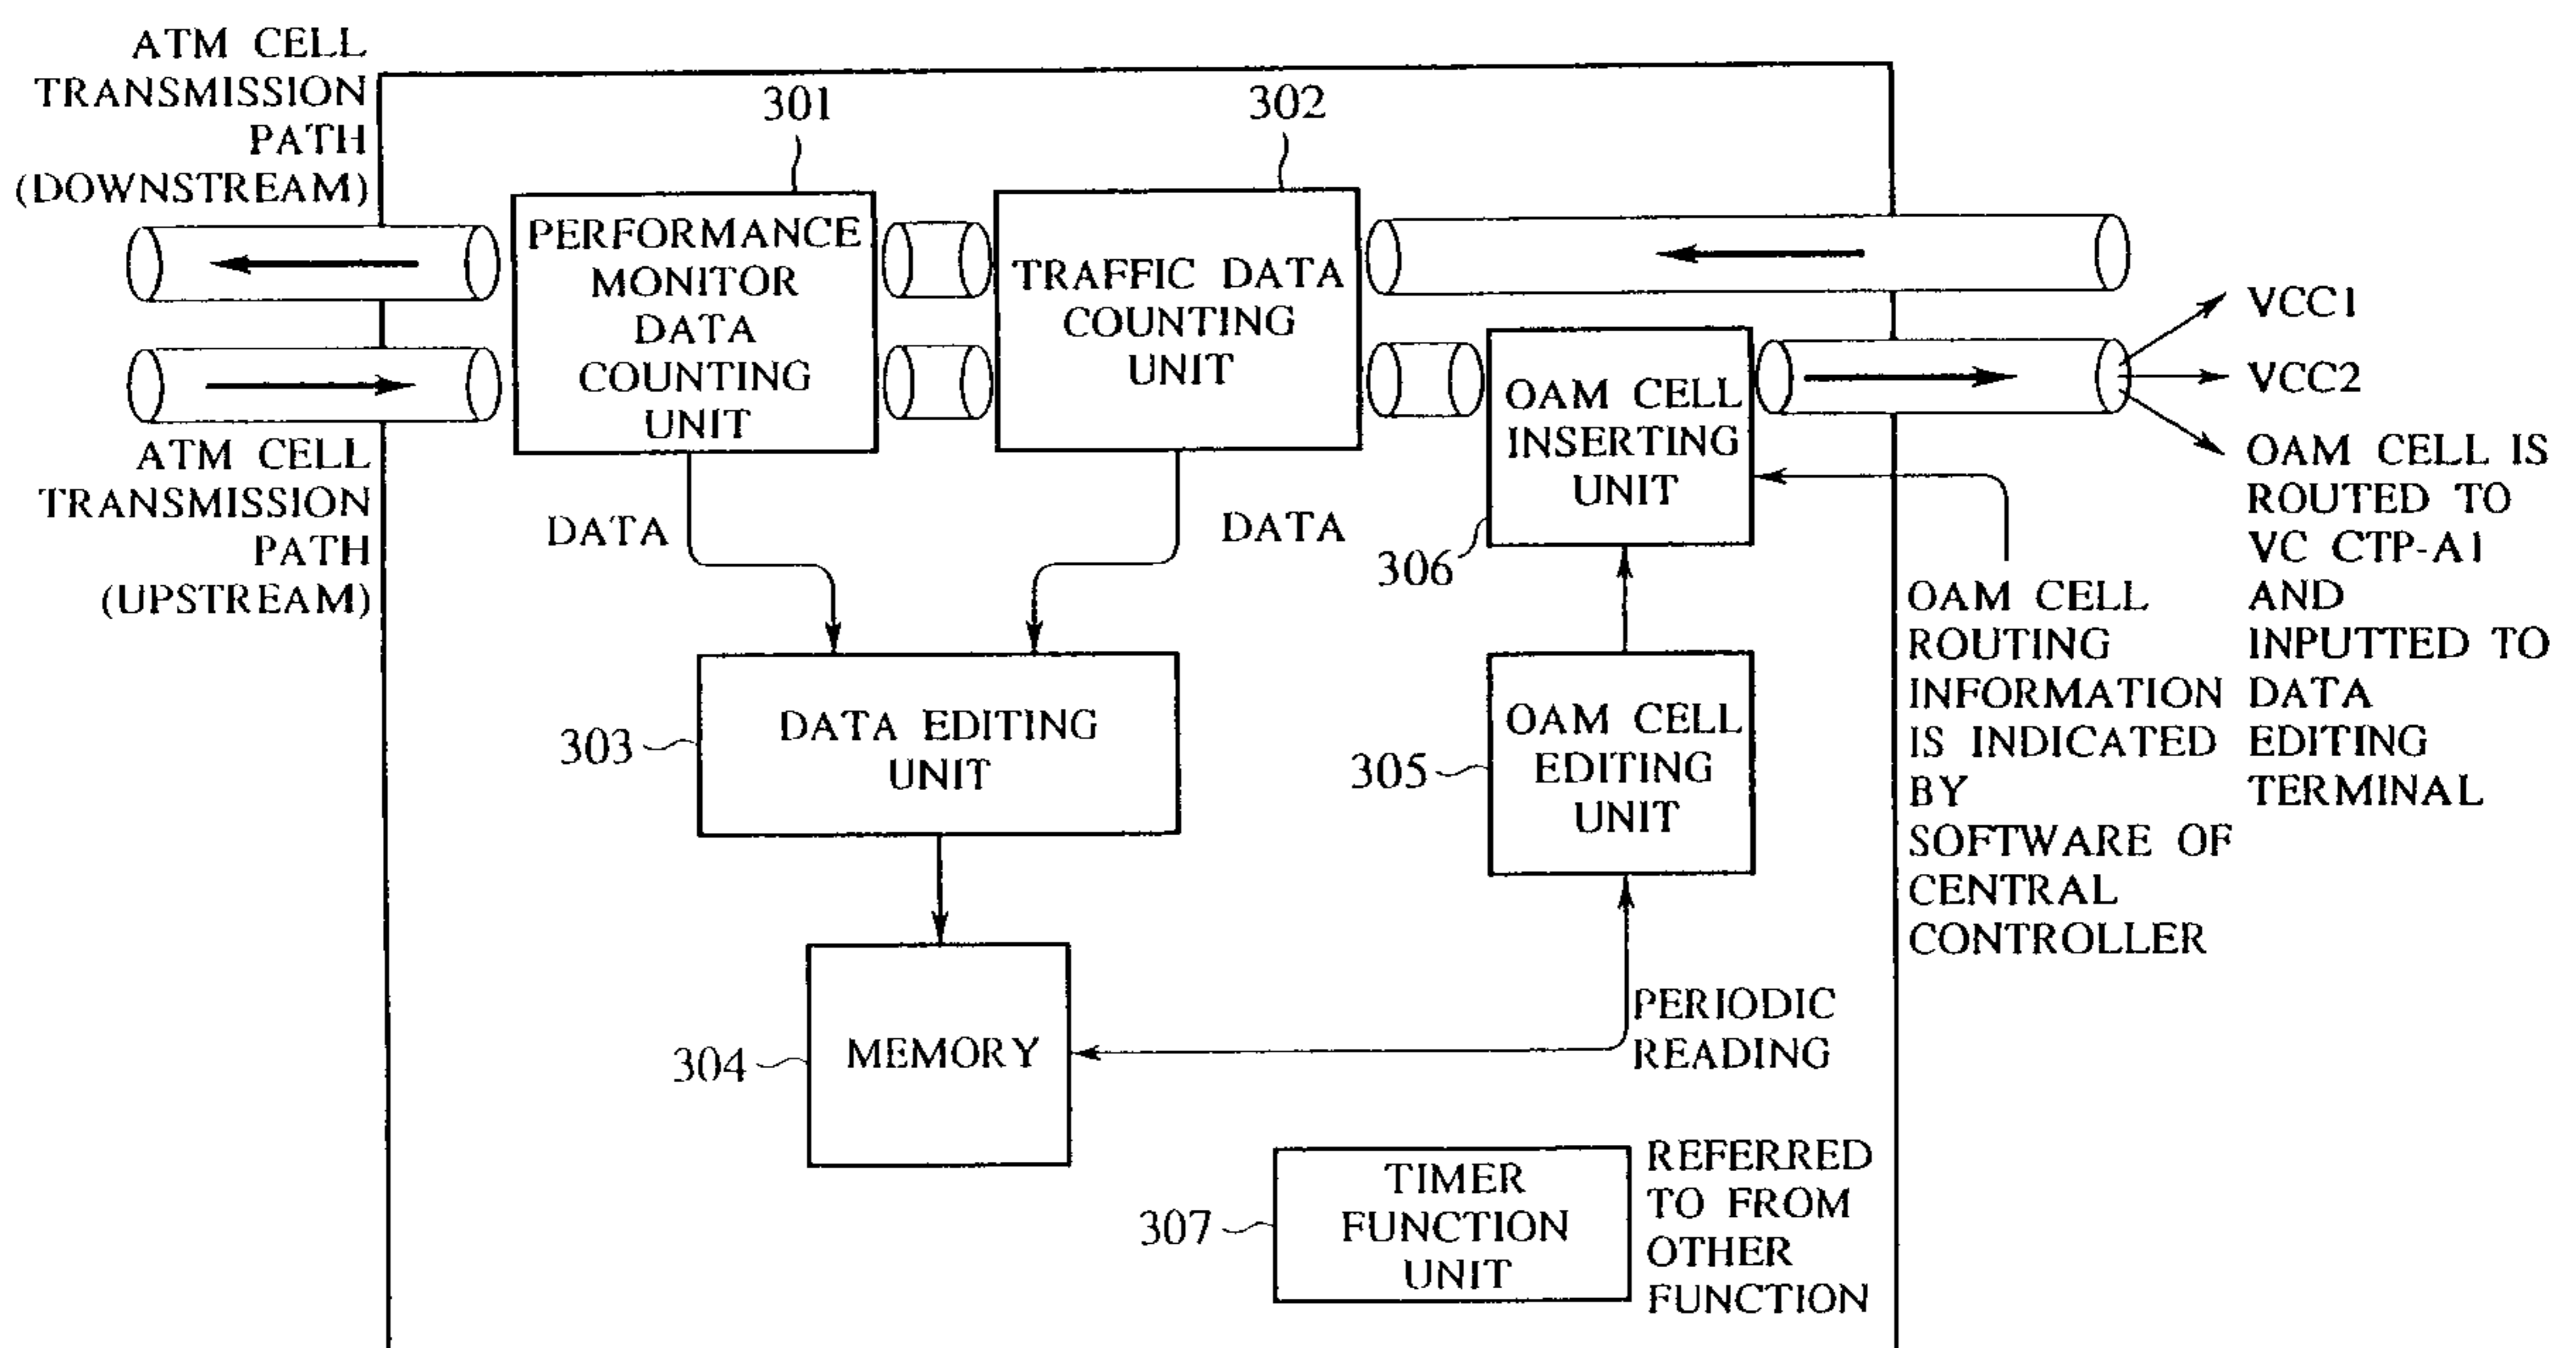 ATM CELL
TRANSMISSION
PATH
(DOWNSTREAM)
301
302
PERFORMANCE
MONITOR
DATA
COUNTING
UNIT
TRAFFIC DATA
COUNTING
UNIT
VCC1
VCC2
OAM CELL IS
ROUTED TO
VC CTP-A1
AND
INPUTTED TO
DATA
EDITING
TERMINAL
OAM CELL
INSERTING
UNIT
306
ATM CELL
TRANSMISSION
PATH
(UPSTREAM)
DATA
DATA
OAM CELL
ROUTING
INFORMATION
IS INDICATED
BY
SOFTWARE OF
CENTRAL
CONTROLLER
303
DATA EDITING
UNIT
305
OAM CELL
EDITING
UNIT
304
MEMORY
PERIODIC
READING
307
TIMER
FUNCTION
UNIT
REFERRED
TO FROM
OTHER
FUNCTION